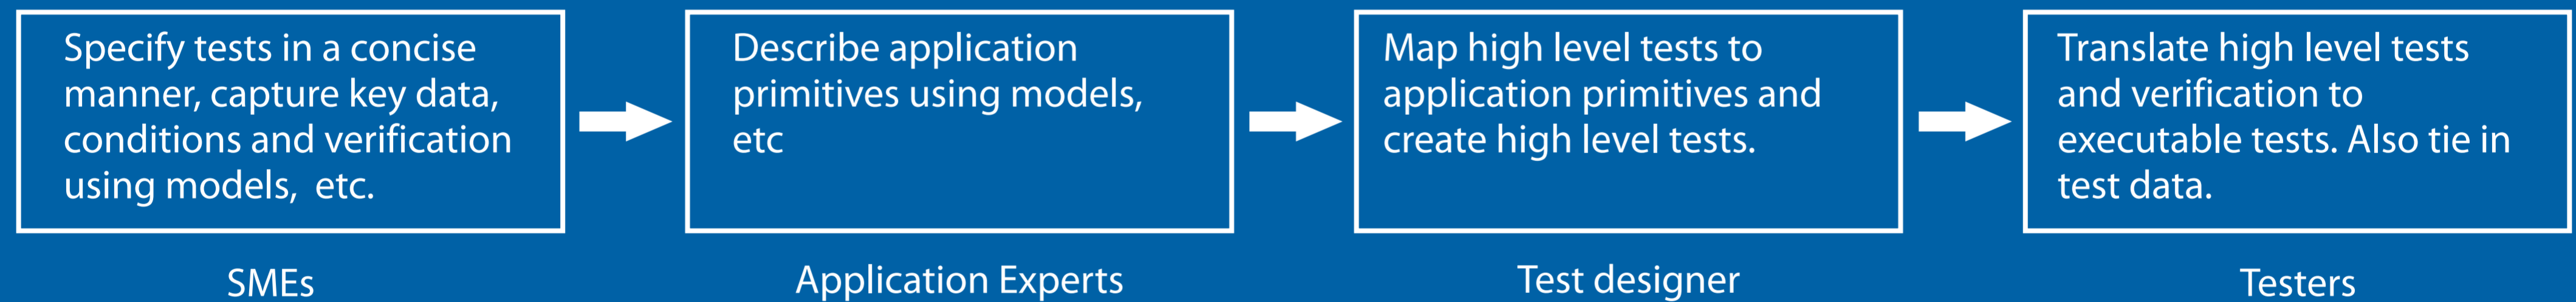 Specify tests in a concise
manner, capture key data,
conditions and verification
using models, etc.
SMEs
Describe application
primitives using models,
etc
Application Experts
Map high level tests to
application primitives and
create high level tests.
Test designer
Translate high level tests
and verification to
executable tests. Also tie in
test data.
Testers